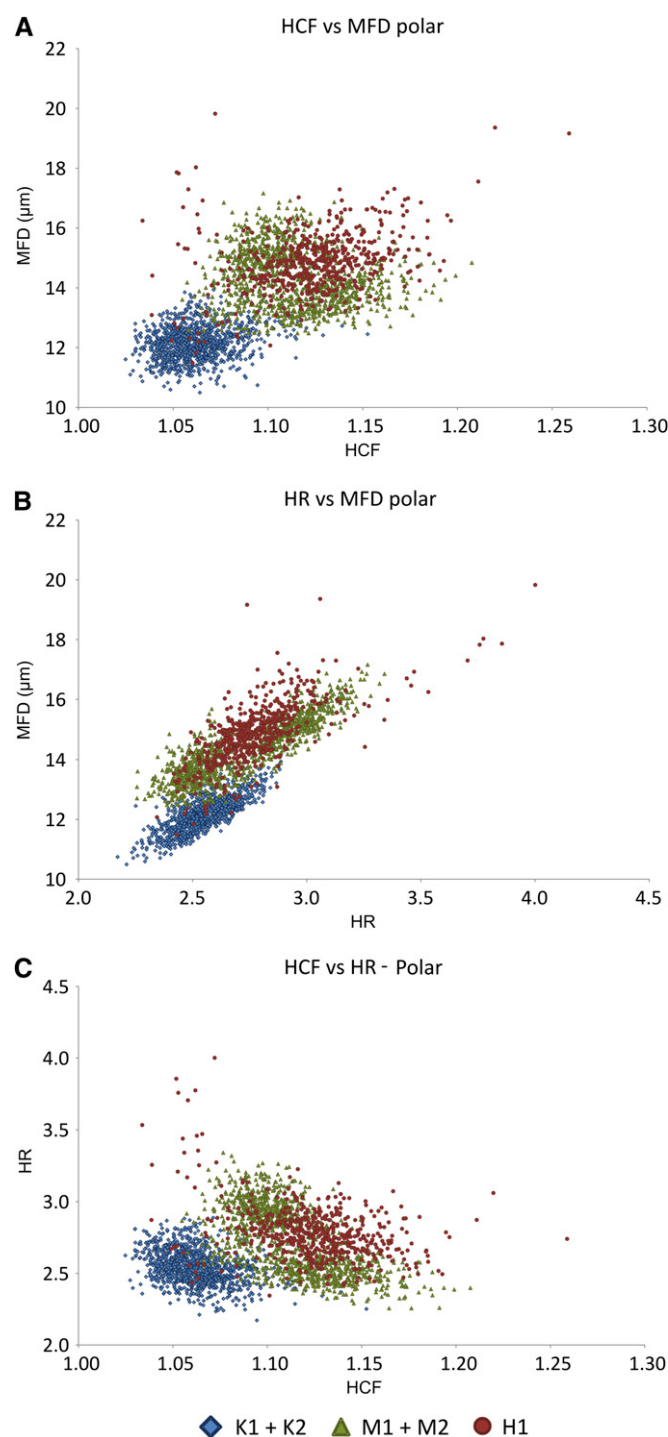 A
HCF vs MFD polar
22
20
18
16
14
12
10
MFD (µm)
1.00 1.05 1.10 1.15 1.20 1.25 1.30
HCF
B
HR vs MFD polar
22
20
18
16
14
12
10
MFD (µm)
2.0 2.5 3.0 3.5 4.0 4.5
HR
C
HCF vs HR - Polar
4.5
4.0
3.5
3.0
2.5
2.0
HR
1.00 1.05 1.10 1.15 1.20 1.25 1.30
HCF
K1 + K2 M1 + M2 H1